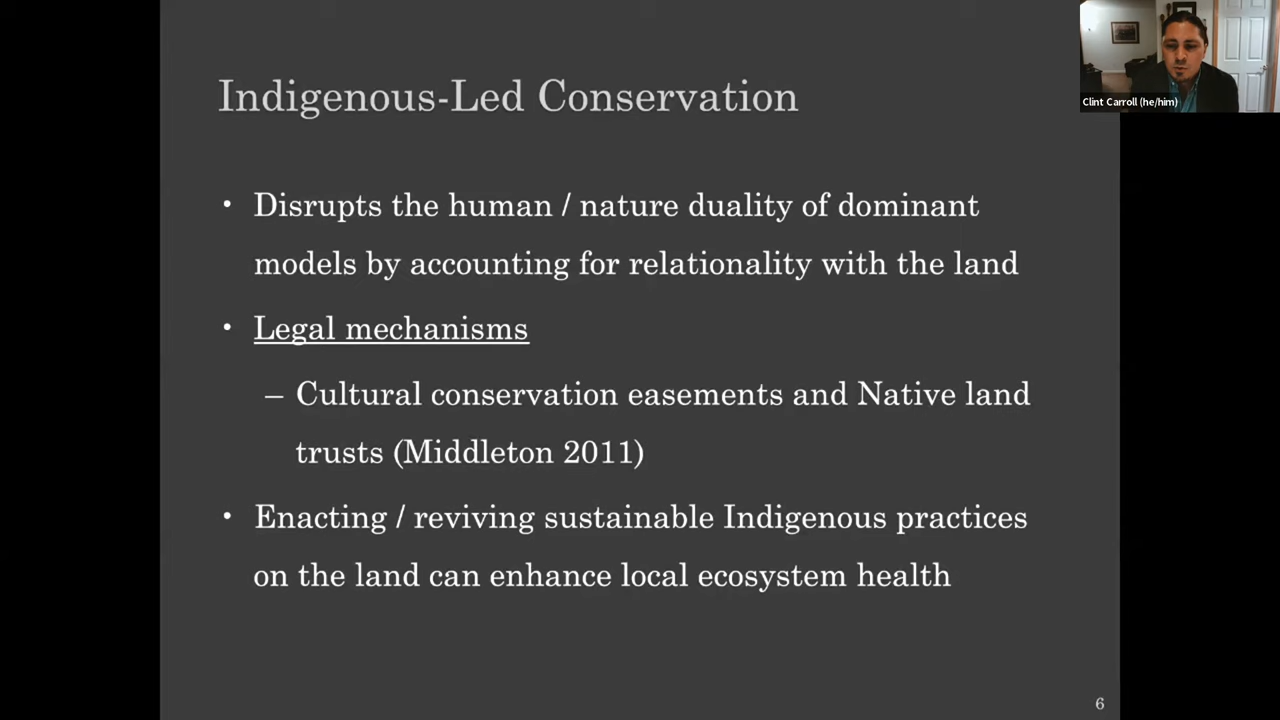 Indigenous-Led Conservation
Clint Carroll (he/him)
• Disrupts the human / nature duality of dominant
models by accounting for relationality with the land
• Legal mechanisms
– Cultural conservation easements and Native land
trusts (Middleton 2011)
• Enacting / reviving sustainable Indigenous practices
on the land can enhance local ecosystem health
6